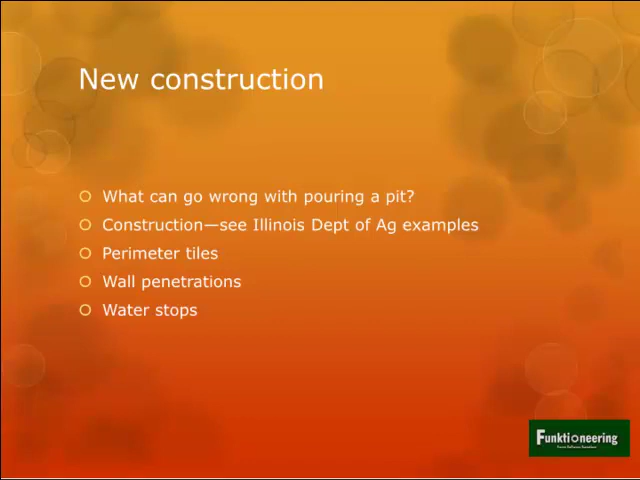 New construction
What can go wrong with pouring a pit?
Construction—see Illinois Dept of Ag examples
Perimeter tiles
Wall penetrations
Water stops
Funktioneering